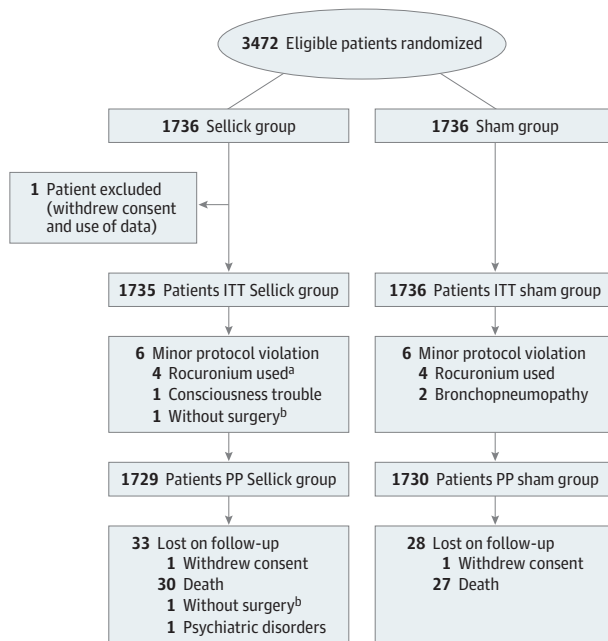 3472 Eligible patients randomized
1736 Sellick group
1736 Sham group
1 Patient excluded
(withdrew consent
and use of data)
1735 Patients ITT Sellick group
1736 Patients ITT sham group
6 Minor protocol violation
4 Rocuronium usedᵃ
1 Consciousness trouble
1 Without surgeryᵇ
6 Minor protocol violation
4 Rocuronium used
2 Bronchopneumopathy
1729 Patients PP Sellick group
1730 Patients PP sham group
33 Lost on follow-up
1 Withdrew consent
30 Death
1 Without surgeryᵇ
1 Psychiatric disorders
28 Lost on follow-up
1 Withdrew consent
27 Death